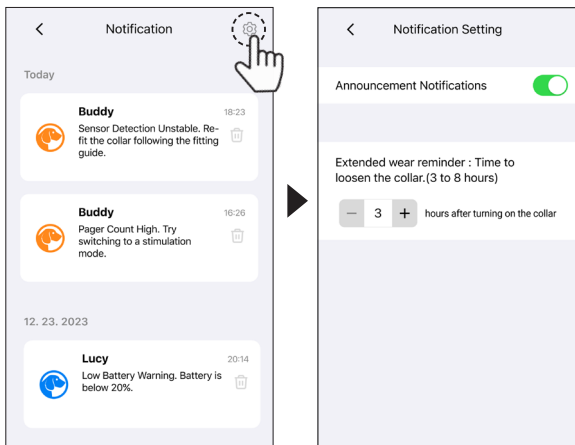 Notification
Today
Buddy
18:23
Sensor Detection Unstable. Re-
fit the collar following the fitting
guide.
Buddy
16:26
Pager Count High. Try
switching to a stimulation
mode.
12. 23. 2023
Lucy
20:14
Low Battery Warning. Battery is
below 20%.
Notification Setting
Announcement Notifications
Extended wear reminder : Time to
loosen the collar.(3 to 8 hours)
− 3 + hours after turning on the collar